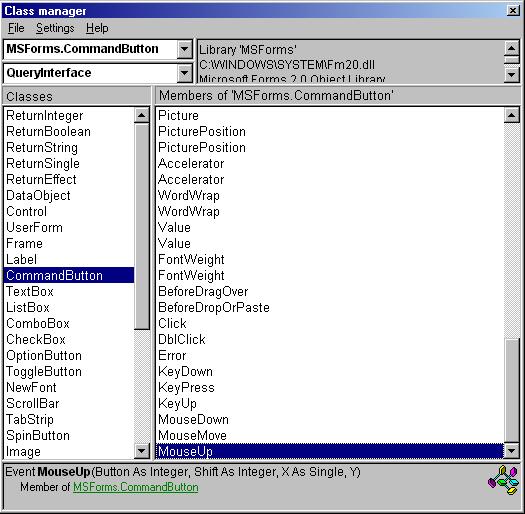 Class manager
File Settings Help
MSForms.CommandButton
QueryInterface
Library 'MSForms'
C:\WINDOWS\SYSTEM\Fm20.dll
Microsoft Forms 2.0 Object Library
Classes
ReturnInteger
ReturnBoolean
ReturnString
ReturnSingle
ReturnEffect
DataObject
Control
UserForm
Frame
Label
CommandButton
TextBox
ListBox
ComboBox
CheckBox
OptionButton
ToggleButton
NewFont
ScrollBar
TabStrip
SpinButton
Image
Members of 'MSForms.CommandButton'
Picture
PicturePosition
PicturePosition
Accelerator
Accelerator
WordWrap
WordWrap
Value
Value
FontWeight
FontWeight
BeforeDragOver
BeforeDropOrPaste
Click
DblClick
Error
KeyDown
KeyPress
KeyUp
MouseDown
MouseMove
MouseUp
Event MouseUp(Button As Integer, Shift As Integer, X As Single, Y)
Member of MSForms.CommandButton